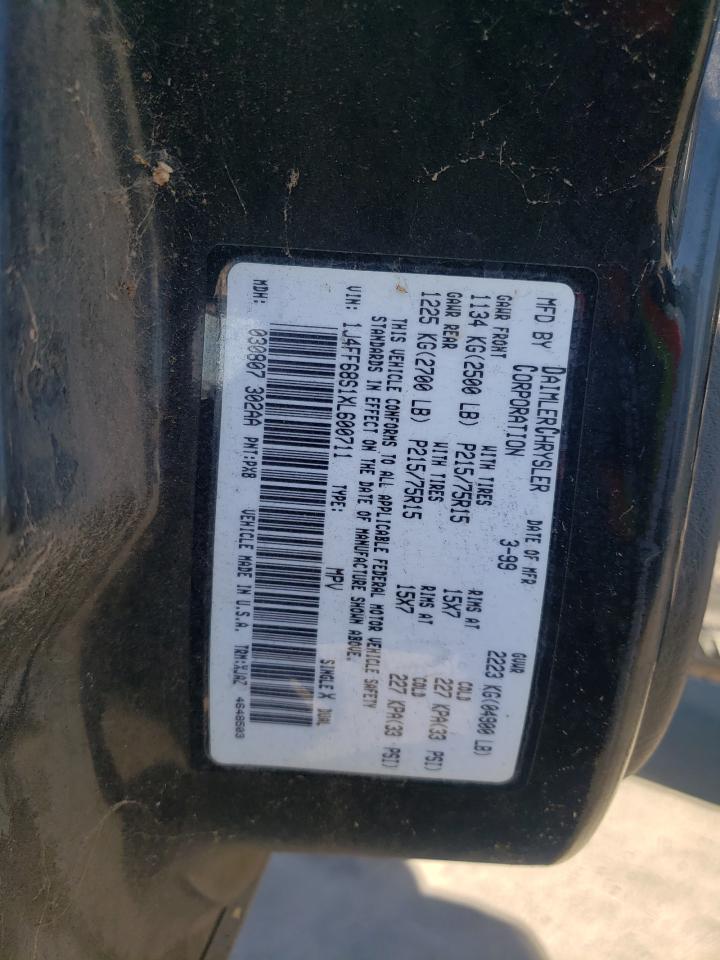 MFD BY DAIMLERCHRYSLER CORPORATION
DATE OF MFR 3-99
GVWR 2223 KG(04900 LB)
GAWR FRONT WITH TIRES RIMS AT COLD
1134 KG(2500 LB) P215/75R15 15X7 227 KPA(33 PSI)
GAWR REAR WITH TIRES RIMS AT COLD
1225 KG(2700 LB) P215/75R15 15X7 227 KPA(33 PSI)
THIS VEHICLE CONFORMS TO ALL APPLICABLE FEDERAL MOTOR VEHICLE SAFETY
STANDARDS IN EFFECT ON THE DATE OF MANUFACTURE SHOWN ABOVE.
VIN: 1J4FF68S1XL600711 TYPE: MPV SINGLE X DUAL
MDH: 030807 302AA PNT:PX8 VEHICLE MADE IN U.S.A. TRM:XJAZ 4648503